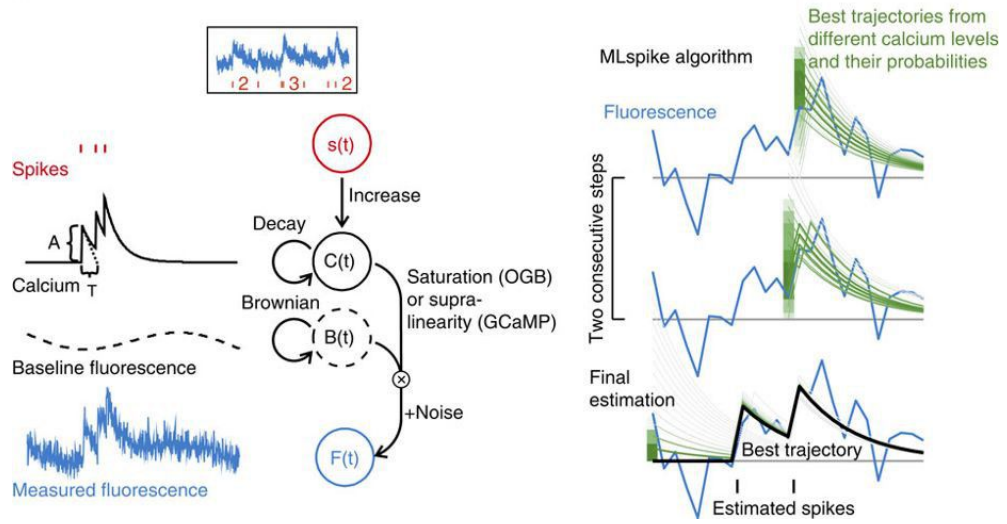 2 3 2
Spikes
A
Calcium T
Baseline fluorescence
Measured fluorescence
s(t)
Increase
Decay
C(t)
Saturation (OGB)
or supra-
linearity (GCaMP)
Brownian
B(t)
×
+Noise
F(t)
MLspike algorithm
Best trajectories from
different calcium levels
and their probabilities
Fluorescence
Two consecutive steps
Final
estimation
Best trajectory
Estimated spikes